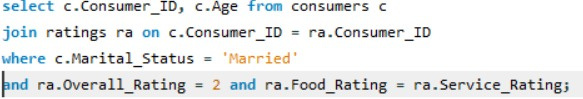 select c.Consumer_ID, c.Age from consumers c
join ratings ra on c.Consumer_ID = ra.Consumer_ID
where c.Marital_Status = 'Married'
and ra.Overall_Rating = 2 and ra.Food_Rating = ra.Service_Rating;